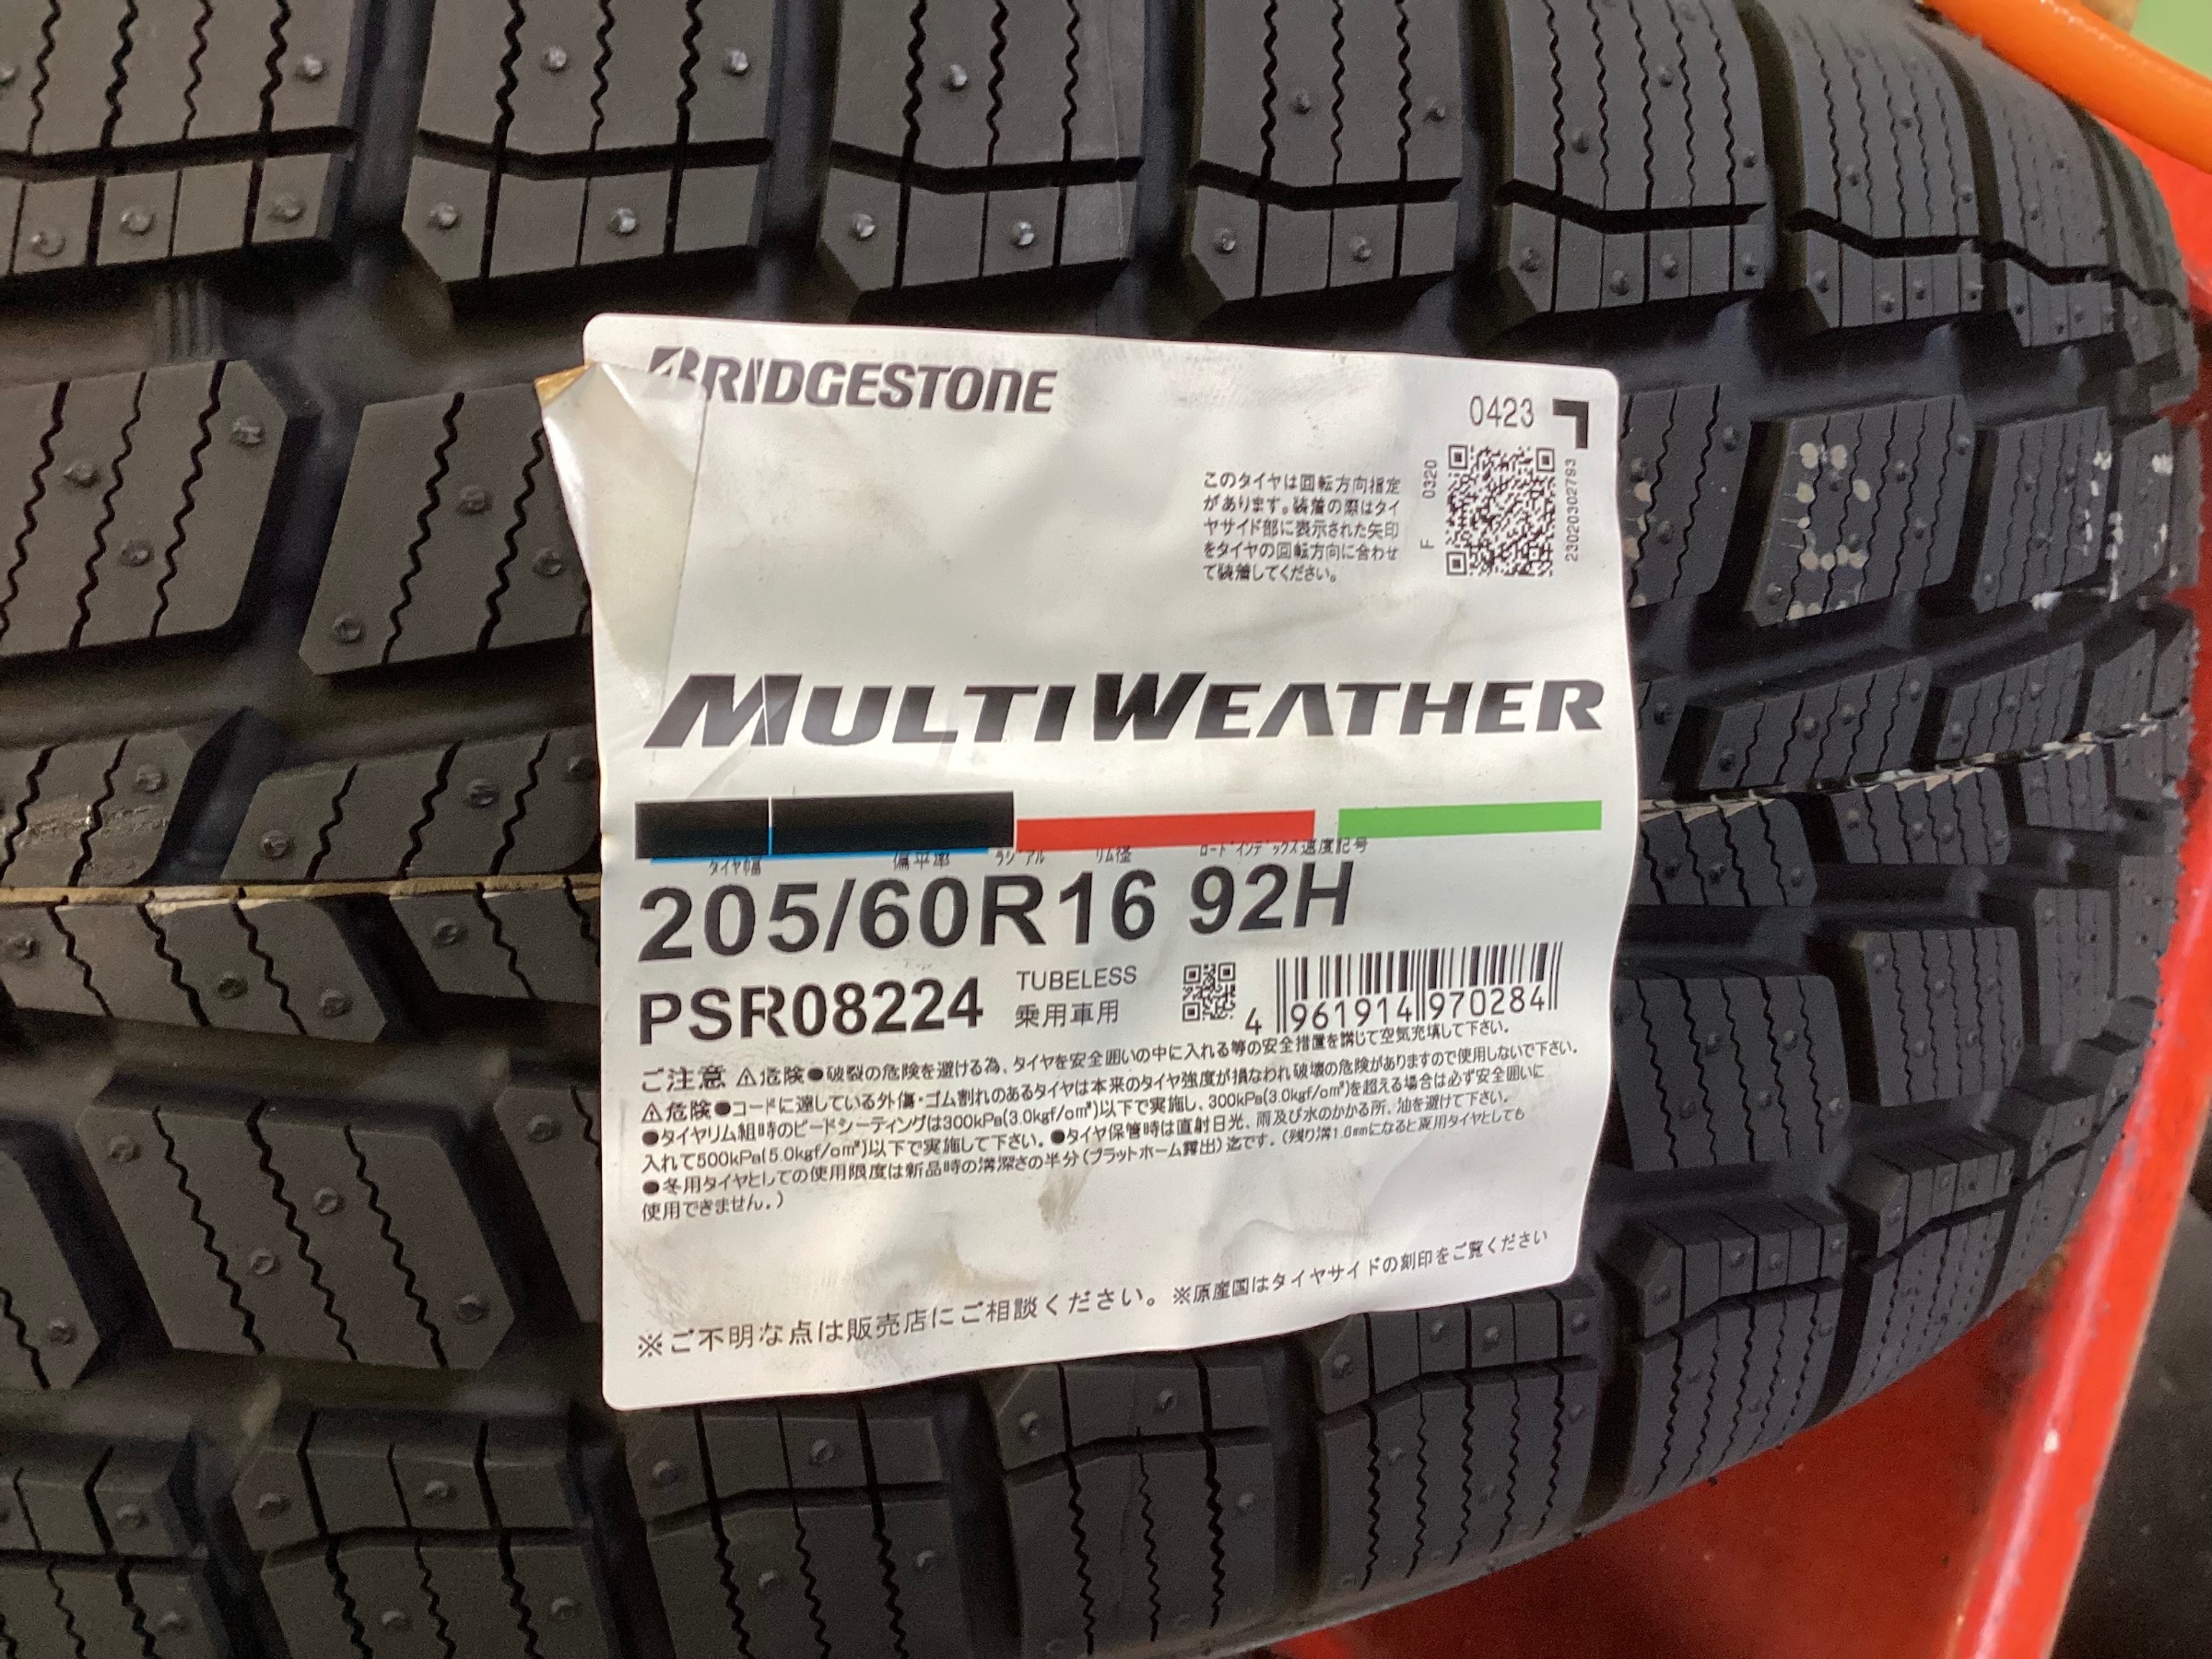 BRIDGESTONE
0423
このタイヤは回転方向指定
があります。装着の際はタイ
ヤサイド部に表示された矢印
をタイヤの回転方向に合わせ
て装着してください。
F 0320
2302030302793
MULTI WEATHER
タイヤ幅 偏平率 ラジアル リム径 ロードインデックス 速度記号
205/60R16 92H
PSR08224
TUBELESS
乗用車用
4 961914 970284
ご注意 ⚠危険●破裂の危険を避ける為、タイヤを安全囲いの中に入れる等の安全措置を講じて空気充填して下さい。
⚠危険●コードに達している外傷・ゴム割れのあるタイヤは本来のタイヤ強度が損なわれ破壊の危険がありますので使用しないで下さい。
●タイヤリム組時のビードシーティングは300kPa(3.0kgf/cm²)以下で実施し、300kPa(3.0kgf/cm²)を超える場合は必ず安全囲いに
入れて500kPa(5.0kgf/cm²)以下で実施して下さい。●タイヤ保管時は直射日光、雨及び水のかかる所、油を避けて下さい。
●冬用タイヤとしての使用限度は新品時の溝深さの半分(プラットホーム露出)迄です。(残り溝1.6mmになると夏用タイヤとしても
使用できません。)
※ご不明な点は販売店にご相談ください。※原産国はタイヤサイドの刻印をご覧ください